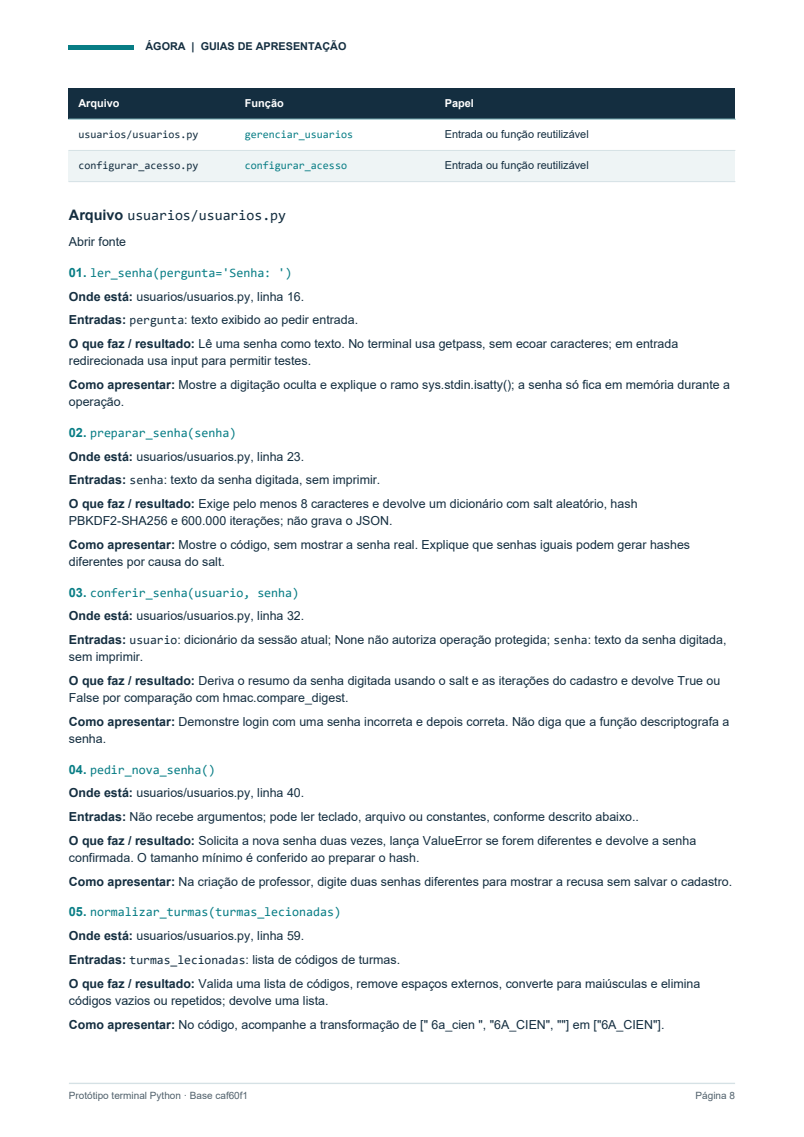 ÁGORA | GUIAS DE APRESENTAÇÃO
Arquivo Função Papel
usuarios/usuarios.py gerenciar_usuarios Entrada ou função reutilizável
configurar_acesso.py configurar_acesso Entrada ou função reutilizável
Arquivo usuarios/usuarios.py
Abrir fonte
01. ler_senha(pergunta='Senha: ')
Onde está: usuarios/usuarios.py, linha 16.
Entradas: pergunta: texto exibido ao pedir entrada.
O que faz / resultado: Lê uma senha como texto. No terminal usa getpass, sem ecoar caracteres; em entrada
redirecionada usa input para permitir testes.
Como apresentar: Mostre a digitação oculta e explique o ramo sys.stdin.isatty(); a senha só fica em memória durante a
operação.
02. preparar_senha(senha)
Onde está: usuarios/usuarios.py, linha 23.
Entradas: senha: texto da senha digitada, sem imprimir.
O que faz / resultado: Exige pelo menos 8 caracteres e devolve um dicionário com salt aleatório, hash
PBKDF2-SHA256 e 600.000 iterações; não grava o JSON.
Como apresentar: Mostre o código, sem mostrar a senha real. Explique que senhas iguais podem gerar hashes
diferentes por causa do salt.
03. conferir_senha(usuario, senha)
Onde está: usuarios/usuarios.py, linha 32.
Entradas: usuario: dicionário da sessão atual; None não autoriza operação protegida; senha: texto da senha digitada,
sem imprimir.
O que faz / resultado: Deriva o resumo da senha digitada usando o salt e as iterações do cadastro e devolve True ou
False por comparação com hmac.compare_digest.
Como apresentar: Demonstre login com uma senha incorreta e depois correta. Não diga que a função descriptografa a
senha.
04. pedir_nova_senha()
Onde está: usuarios/usuarios.py, linha 40.
Entradas: Não recebe argumentos; pode ler teclado, arquivo ou constantes, conforme descrito abaixo..
O que faz / resultado: Solicita a nova senha duas vezes, lança ValueError se forem diferentes e devolve a senha
confirmada. O tamanho mínimo é conferido ao preparar o hash.
Como apresentar: Na criação de professor, digite duas senhas diferentes para mostrar a recusa sem salvar o cadastro.
05. normalizar_turmas(turmas_lecionadas)
Onde está: usuarios/usuarios.py, linha 59.
Entradas: turmas_lecionadas: lista de códigos de turmas.
O que faz / resultado: Valida uma lista de códigos, remove espaços externos, converte para maiúsculas e elimina
códigos vazios ou repetidos; devolve uma lista.
Como apresentar: No código, acompanhe a transformação de [" 6a_cien ", "6A_CIEN", ""] em ["6A_CIEN"].
Protótipo terminal Python · Base caf60f1 Página 8